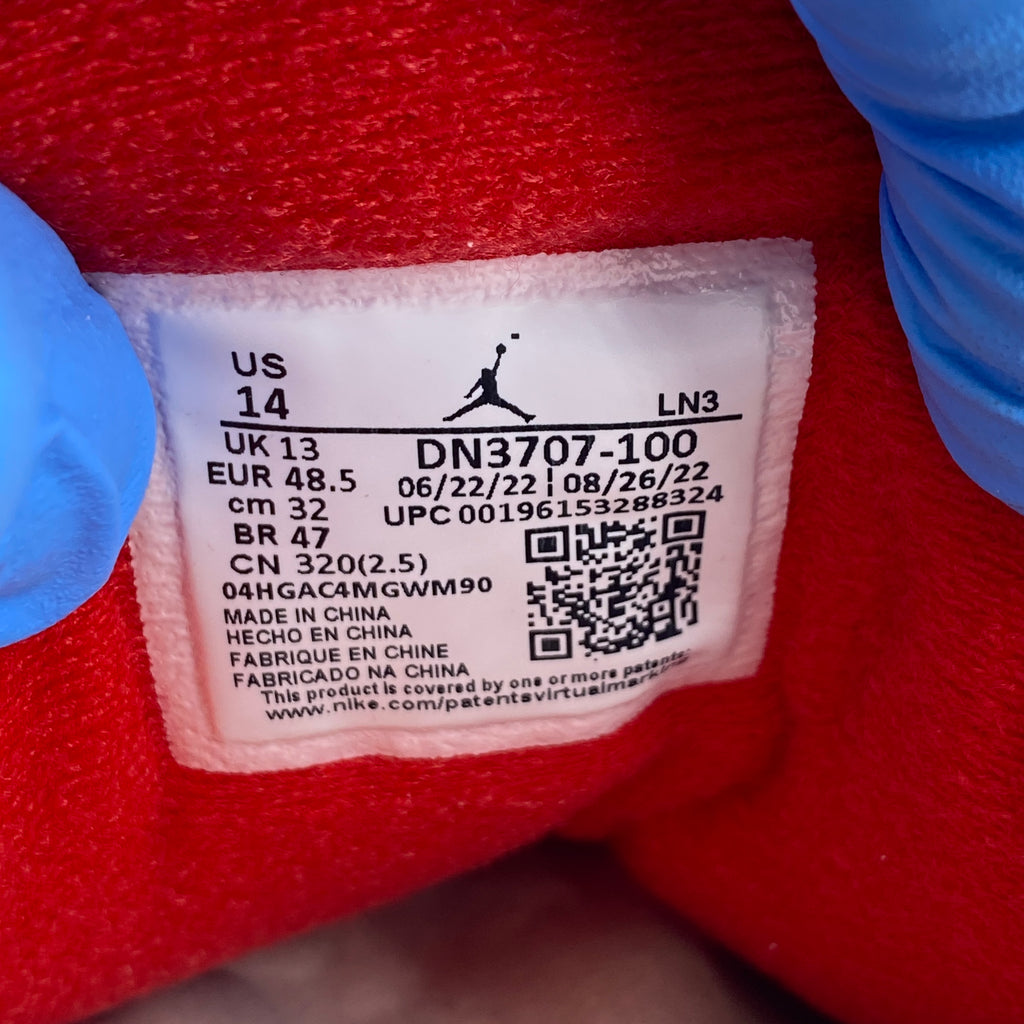 US
14
LN3
UK 13
DN3707-100
EUR 48.5
06/22/22 ¦ 08/26/22
cm 32
UPC 00196153288324
BR 47
CN 320(2.5)
04HGAC4MGWM90
MADE IN CHINA
HECHO EN CHINA
FABRIQUE EN CHINE
FABRICADO NA CHINA
This product is covered by one or more patents:
www.nike.com/patentsvirtualmarking